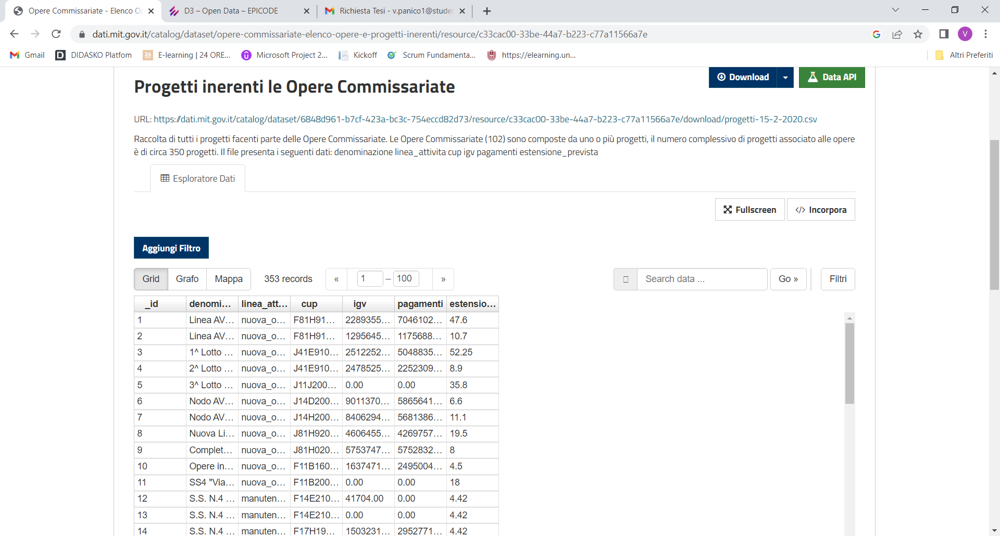 Opere Commissariate - Elenco O
D3 – Open Data – EPICODE
Richiesta Tesi - v.panico1@stude
dati.mit.gov.it/catalog/dataset/opere-commissariate-elenco-opere-e-progetti-inerenti/resource/c33cac00-33be-44a7-b223-c77a11566a7e
V
Gmail
DIDASKO Platfom
24 ORE
E-learning | 24 ORE...
Microsoft Project 2...
Kickoff
Scrum Fundamenta...
https://elearning.un...
Altri Preferiti
Progetti inerenti le Opere Commissariate
Download
Data API
URL: https://dati.mit.gov.it/catalog/dataset/6848d961-b7cf-423a-bc3c-754eccd82d73/resource/c33cac00-33be-44a7-b223-c77a11566a7e/download/progetti-15-2-2020.csv
Raccolta di tutti i progetti facenti parte delle Opere Commissariate. Le Opere Commissariate (102) sono composte da uno o più progetti, il numero complessivo di progetti associato alle opere
è di circa 350 progetti. Il file presenta i seguenti dati: denominazione linea_attivita cup igv pagamenti estensione_prevista
Esploratore Dati
Fullscreen
</> Incorpora
Aggiungi Filtro
Grid Grafo Mappa 353 records « 1 – 100 » Search data ... Go » Filtri
_id denomi... linea_att... cup igv pagamenti estensio...
1 Linea AV... nuova_o... F81H91... 2289355... 7046102... 47.6
2 Linea AV... nuova_o... F81H91... 1295645... 1175688... 10.7
3 1^ Lotto ... nuova_o... J41E910... 2512252... 5048835... 52.25
4 2^ Lotto ... nuova_o... J41E910... 2478525... 2252309... 8.9
5 3^ Lotto ... nuova_o... J11J200... 0.00 0.00 35.8
6 Nodo AV... nuova_o... J14D200... 9011370... 5865641... 6.6
7 Nodo AV... nuova_o... J14H200... 8406294... 5681386... 11.1
8 Nuova Li... nuova_o... J81H920... 4606455... 4269757... 19.5
9 Complet... nuova_o... J81H020... 5753747... 5752832... 8
10 Opere in... nuova_o... F11B160... 1637471... 2495004... 4.5
11 SS4 "Via... nuova_o... F11B200... 0.00 0.00 18
12 S.S. N.4 ... manuten... F14E210... 41704.00 0.00 4.42
13 S.S. N.4 ... manuten... F14E210... 0.00 0.00 4.42
14 S.S. N.4 ... manuten... F17H19... 1503231... 2952771... 4.42